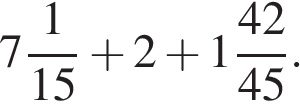 7 1/15 + 2 + 1 42/45.